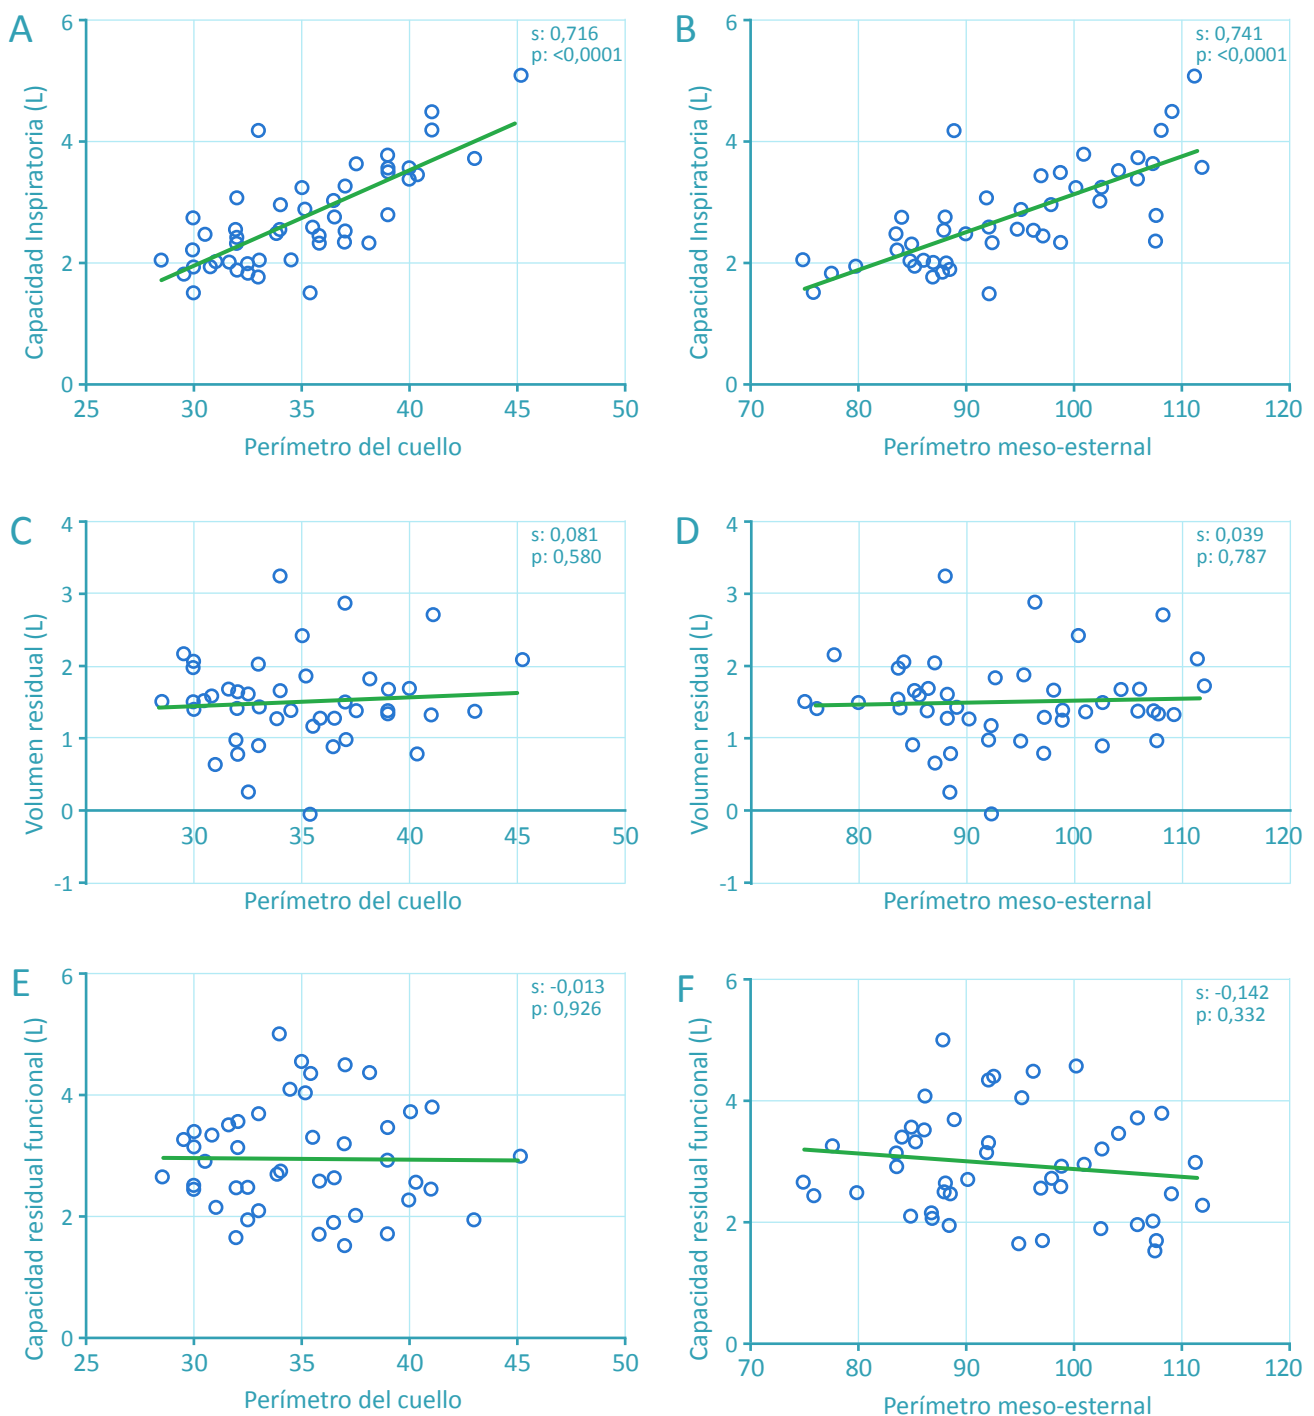 A
s: 0,716
p: <0,0001
Capacidad Inspiratoria (L)
6
4
2
0
25 30 35 40 45 50
Perímetro del cuello
B
s: 0,741
p: <0,0001
Capacidad Inspiratoria (L)
6
4
2
0
70 80 90 100 110 120
Perímetro meso-esternal
C
s: 0,081
p: 0,580
Volumen residual (L)
4
3
2
1
0
-1
30 35 40 45 50
Perímetro del cuello
D
s: 0,039
p: 0,787
Volumen residual (L)
4
3
2
1
0
-1
80 90 100 110 120
Perímetro meso-esternal
E
s: -0,013
p: 0,926
Capacidad residual funcional (L)
6
4
2
0
25 30 35 40 45 50
Perímetro del cuello
F
s: -0,142
p: 0,332
Capacidad residual funcional (L)
6
4
2
0
70 80 90 100 110 120
Perímetro meso-esternal